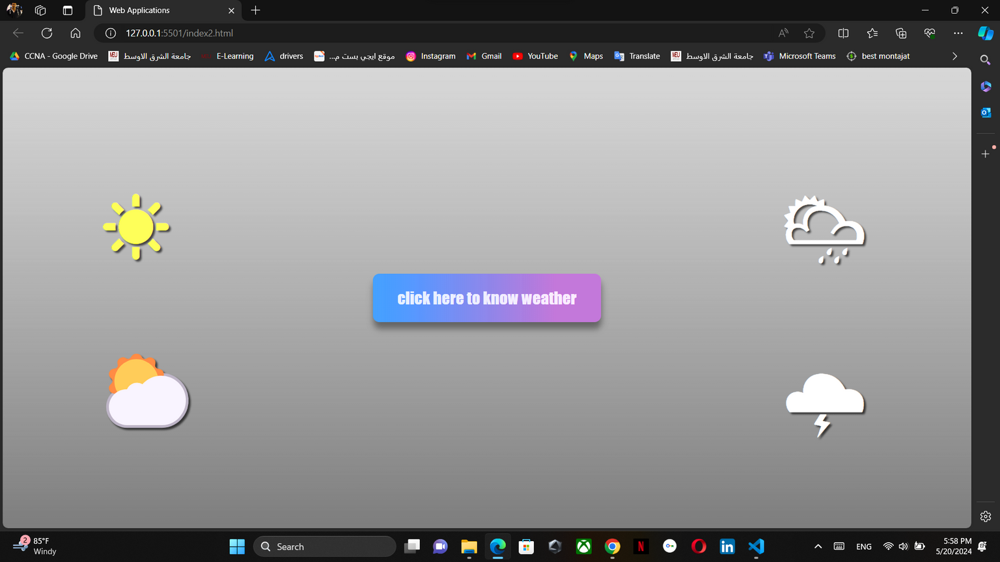 Web Applications
127.0.0.1:5501/index2.html
CCNA - Google Drive
جامعة الشرق الاوسط
E-Learning
drivers
موقع ايجي بست م...
Instagram
Gmail
YouTube
Maps
Translate
جامعة الشرق الاوسط
Microsoft Teams
best montajat
click here to know weather
2
85°F
Windy
Search
ENG
5:58 PM
5/20/2024